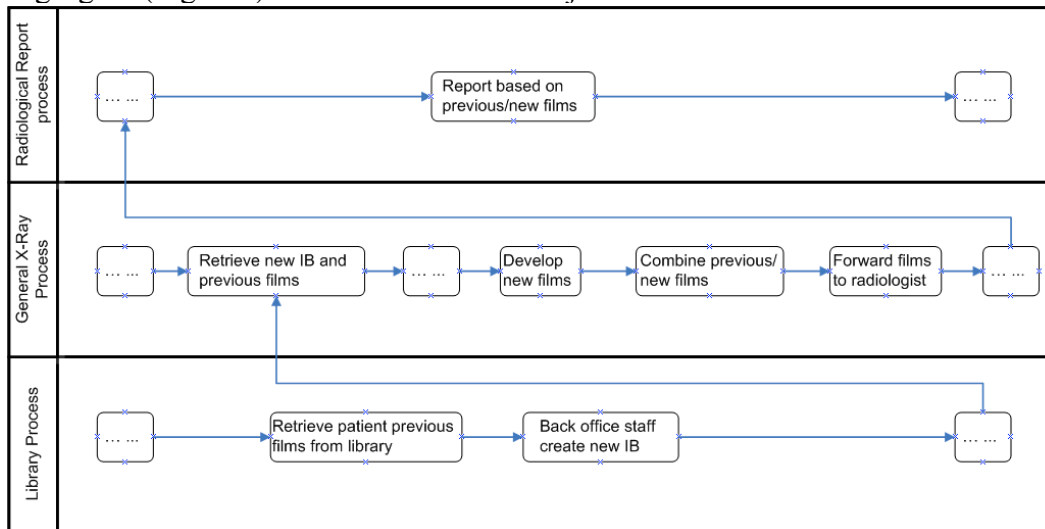 Radiological Report
process
... ...
Report based on
previous/new films
... ...
General X-Ray
Process
... ...
Retrieve new IB and
previous films
... ...
Develop
new films
Combine previous/
new films
Forward films
to radiologist
... ...
Library Process
... ...
Retrieve patient previous
films from library
Back office staff
create new IB
... ...